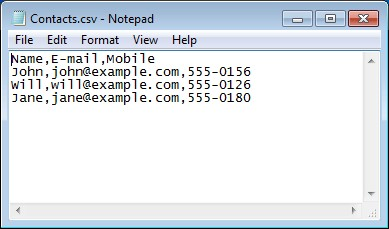 Contacts.csv - Notepad
File Edit Format View Help
Name,E-mail,Mobile
John,john@example.com,555-0156
Will,will@example.com,555-0126
Jane,jane@example.com,555-0180